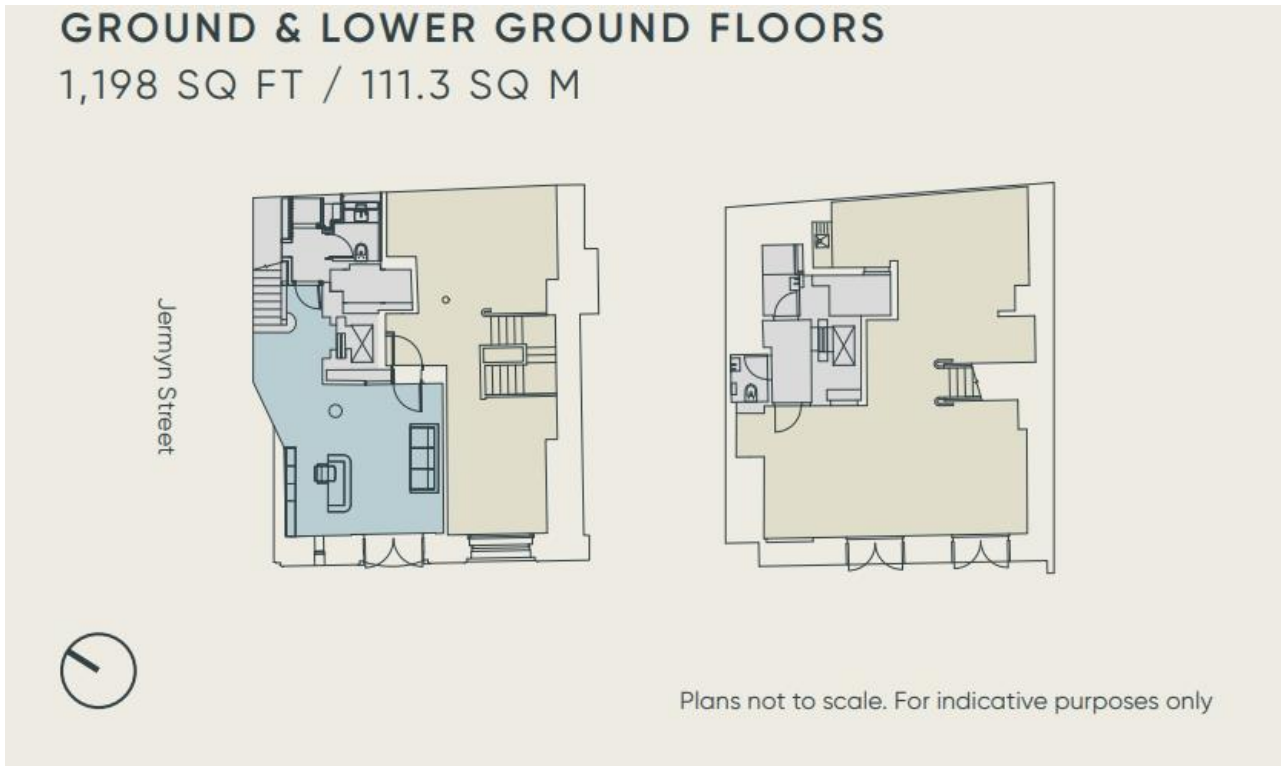 GROUND & LOWER GROUND FLOORS
1,198 SQ FT / 111.3 SQ M
Jermyn Street
Plans not to scale. For indicative purposes only